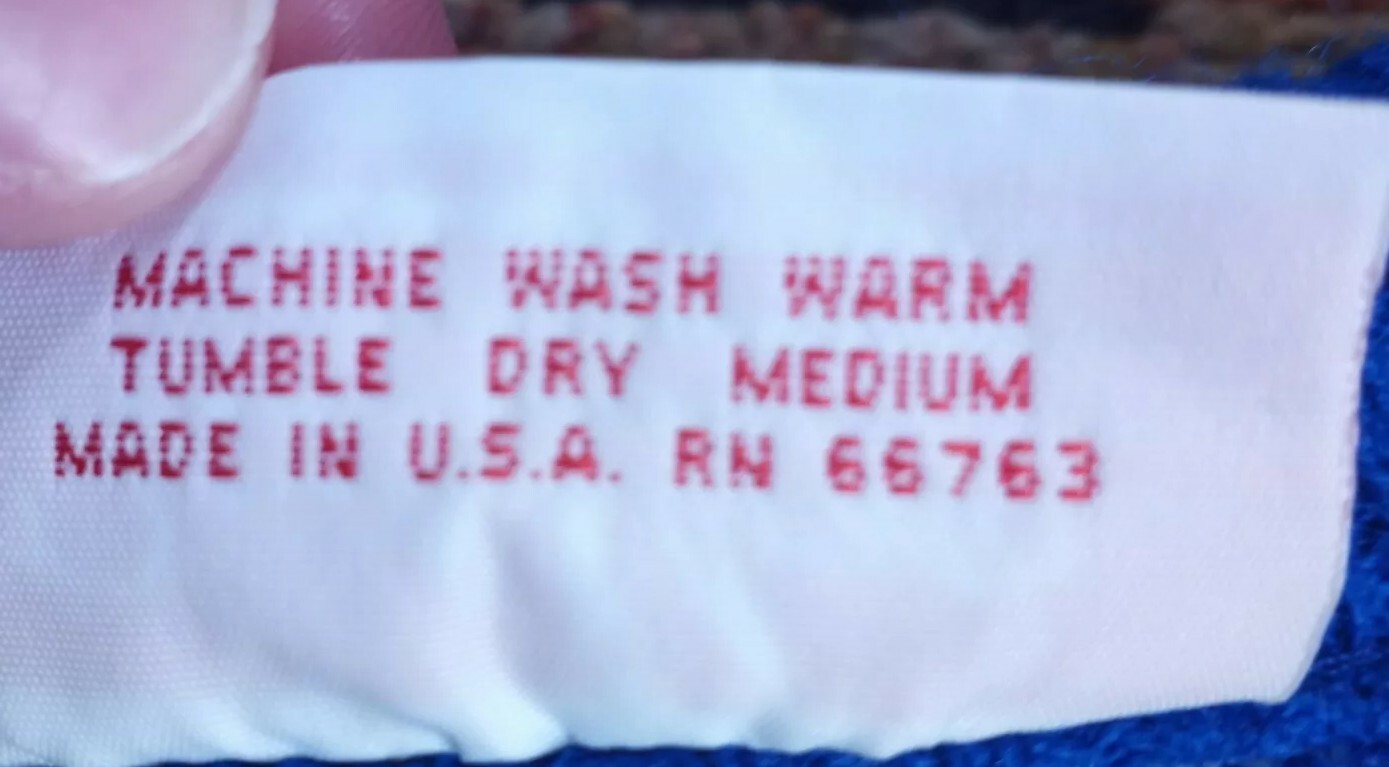 MACHINE WASH WARM
TUMBLE DRY MEDIUM
MADE IN U.S.A. RN 66763